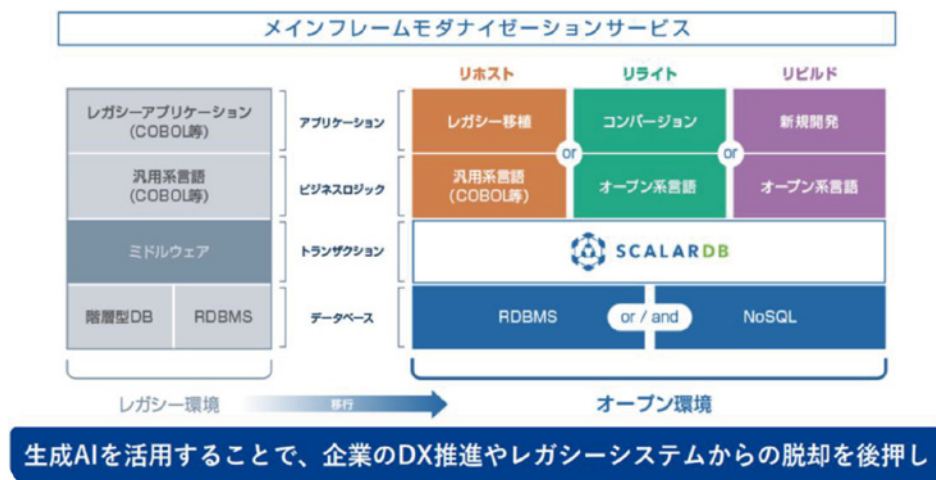 メインフレームモダナイゼーションサービス
リホスト
リライト
リビルド
レガシーアプリケーション
(COBOL等)
アプリケーション
レガシー移植
コンバージョン
新規開発
or
or
汎用系言語
(COBOL等)
ビジネスロジック
汎用系言語
(COBOL等)
オープン系言語
オープン系言語
ミドルウェア
トランザクション
SCALARDB
階層型DB
RDBMS
データベース
RDBMS
or / and
NoSQL
レガシー環境
移行
オープン環境
生成AIを活用することで、企業のDX推進やレガシーシステムからの脱却を後押し